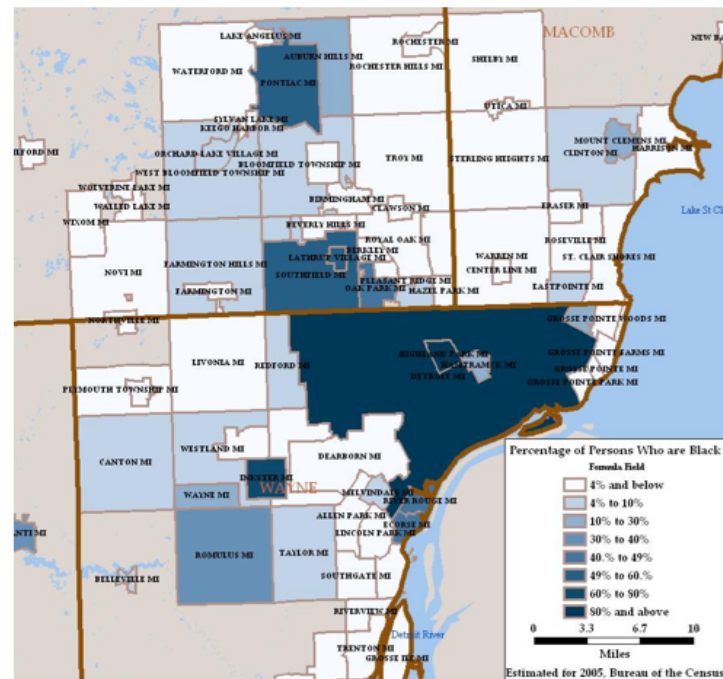 LAKE ANGELUS MI
MACOMB
NEW BA
AUBURN HILLS MI
ROCHESTER MI
ROCHESTER HILLS MI
SHELBY MI
WATERFORD MI
PONTIAC MI
UTICA MI
SYLVAN LAKE MI
KEEGO HARBOR MI
MOUNT CLEMENS MI
HARRISON MI
CLINTON MI
ILFORD MI
ORCHARD LAKE VILLAGE MI
BLOOMFIELD TOWNSHIP MI
WEST BLOOMFIELD TOWNSHIP MI
TROY MI
STERLING HEIGHTS MI
WOLVERINE LAKE MI
WALLED LAKE MI
WIXOM MI
BIRMINGHAM MI
CLAWSON MI
FRASER MI
Lake St Cl
BEVERLY HILLS MI
ROYAL OAK MI
BERKLEY MI
ROSEVILLE MI
LATHRUP VILLAGE MI
WARREN MI
ST. CLAIR SHORES MI
NOVI MI
FARMINGTON HILLS MI
SOUTHFIELD MI
CENTER LINE MI
PLEASANT RIDGE MI
OAK PARK MI
HAZEL PARK MI
EASTPOINTE MI
FARMINGTON MI
NORTHVILLE MI
GROSSE POINTE WOODS MI
LIVONIA MI
REDFORD MI
HIGHLAND PARK MI
HAMTRAMCK MI
DETROIT MI
GROSSE POINTE FARMS MI
GROSSE POINTE MI
GROSSE POINTE PARK MI
PLYMOUTH TOWNSHIP MI
WESTLAND MI
DEARBORN MI
CANTON MI
INKSTER MI
WAYNE
WAYNE MI
MELVINDALE MI
RIVER ROUGE MI
ALLEN PARK MI
ECORSE MI
LINCOLN PARK MI
ANTI MI
ROMULUS MI
TAYLOR MI
BELLEVILLE MI
SOUTHGATE MI
RIVERVIEW MI
Detroit River
TRENTON MI
GROSSE ILE MI
Percentage of Persons Who are Black
Formula Field
4% and below
4% to 10%
10% to 30%
30% to 40%
40.% to 49%
49% to 60.%
60% to 80%
80% and above
0 3.3 6.7 10
Miles
Estimated for 2005, Bureau of the Census